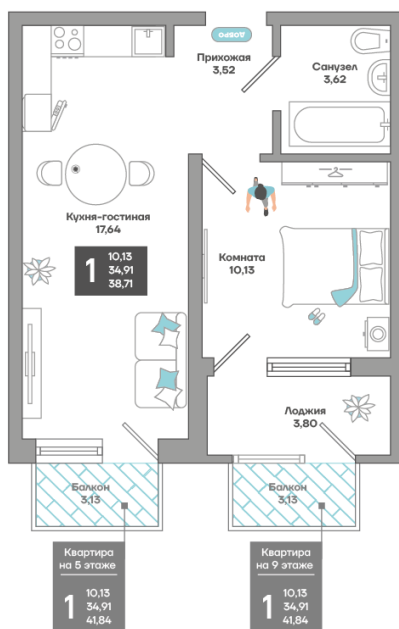 ДОБРО
Прихожая
3,52
Санузел
3,62
Кухня-гостиная
17,64
1
10,13
34,91
38,71
Комната
10,13
Лоджия
3,80
Балкон
3,13
Балкон
3,13
Квартира
на 5 этаже
1
10,13
34,91
41,84
Квартира
на 9 этаже
1
10,13
34,91
41,84